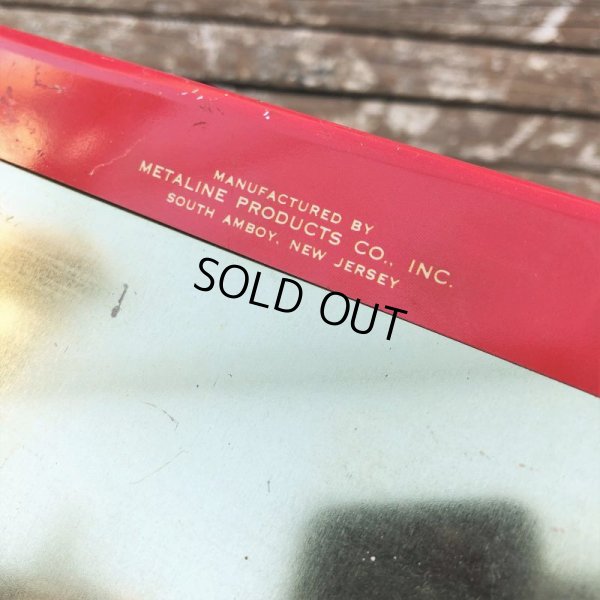 MANUFACTURED BY
METALINE PRODUCTS CO., INC.
SOUTH AMBOY, NEW JERSEY
SOLD OUT